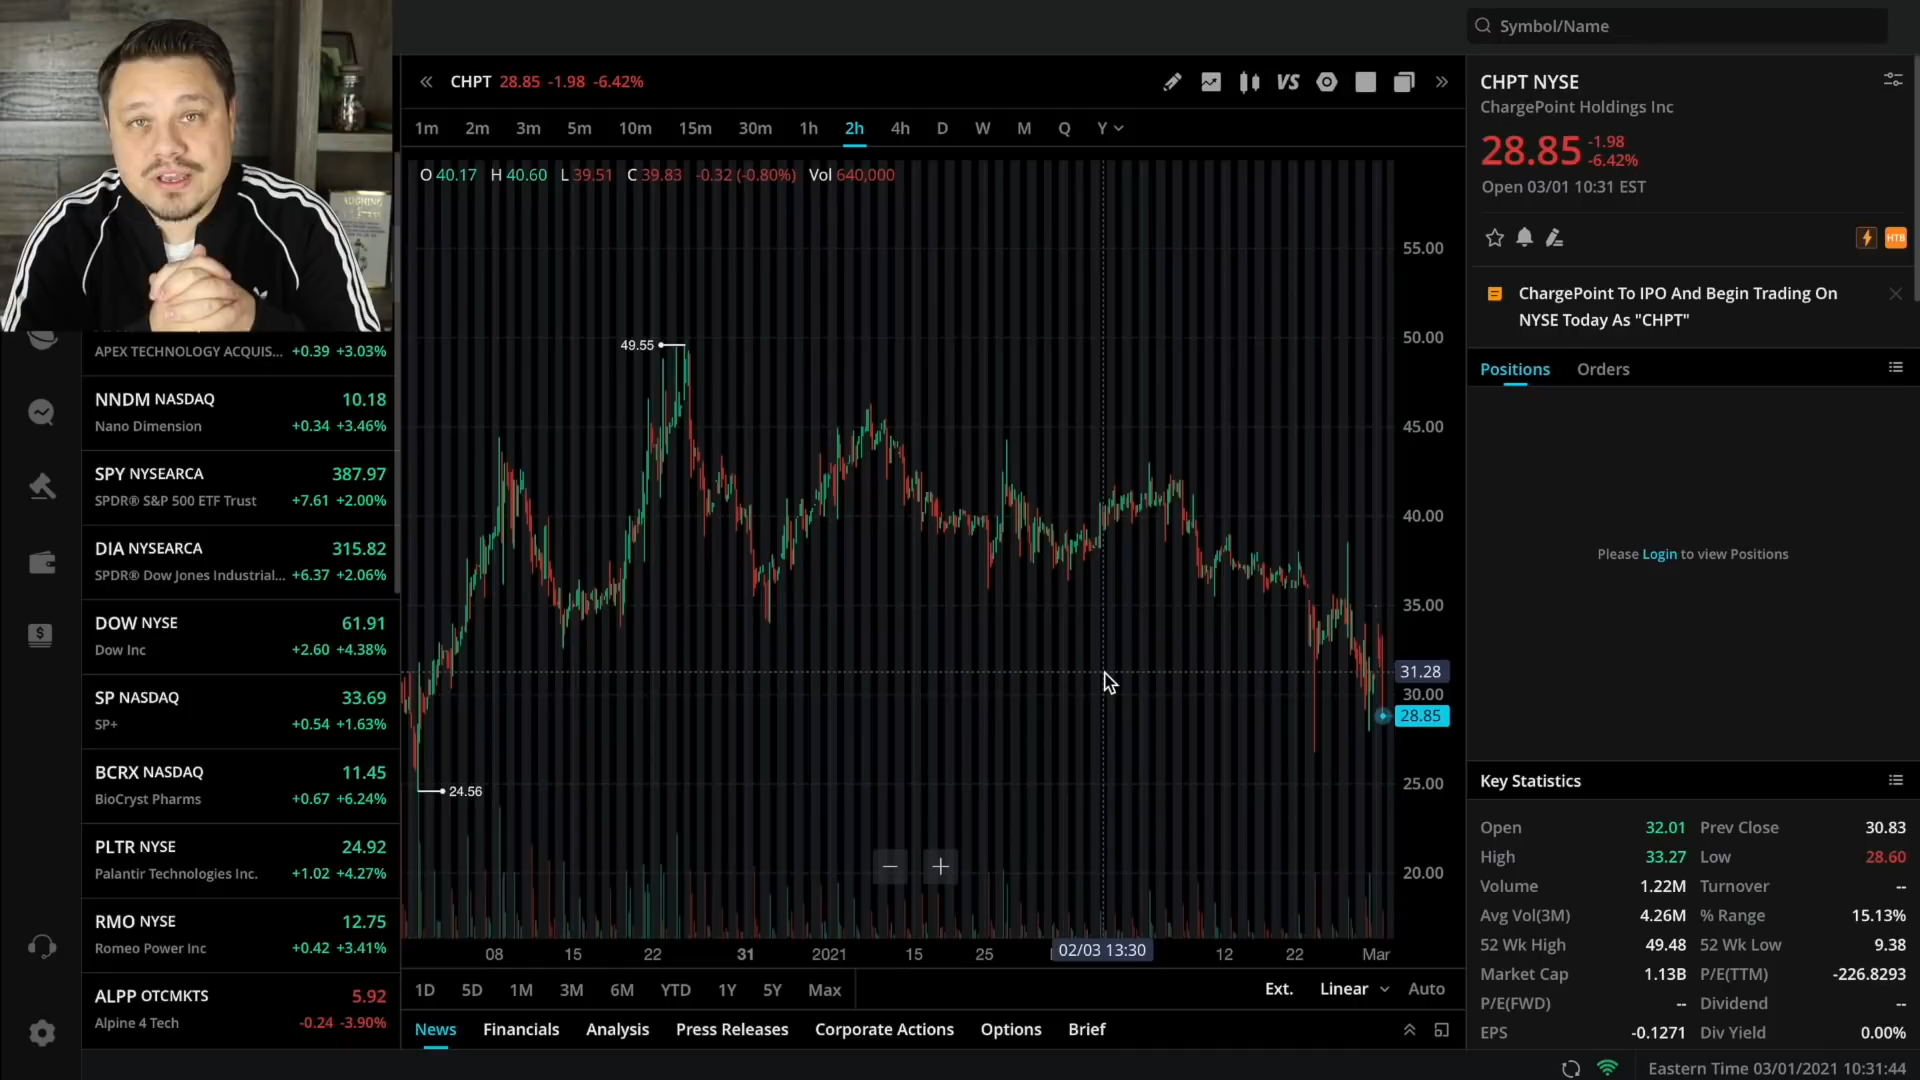 Symbol/Name
CHPT 28.85 -1.98 -6.42%
VS
1m 2m 3m 5m 10m 15m 30m 1h 2h 4h D W M Q Y
O 40.17 H 40.60 L 39.51 C 39.83 -0.32 (-0.80%) Vol 640,000
49.55
24.56
55.00
50.00
45.00
40.00
35.00
31.28
30.00
28.85
25.00
20.00
08 15 22 31 2021 15 25 02/03 13:30 12 22 Mar
1D 5D 1M 3M 6M YTD 1Y 5Y Max
Ext. Linear Auto
News Financials Analysis Press Releases Corporate Actions Options Brief
APEX TECHNOLOGY ACQUIS... +0.39 +3.03%
NNDM NASDAQ 10.18
Nano Dimension +0.34 +3.46%
SPY NYSEARCA 387.97
SPDR® S&P 500 ETF Trust +7.61 +2.00%
DIA NYSEARCA 315.82
SPDR® Dow Jones Industrial... +6.37 +2.06%
DOW NYSE 61.91
Dow Inc +2.60 +4.38%
SP NASDAQ 33.69
SP+ +0.54 +1.63%
BCRX NASDAQ 11.45
BioCryst Pharms +0.67 +6.24%
PLTR NYSE 24.92
Palantir Technologies Inc. +1.02 +4.27%
RMO NYSE 12.75
Romeo Power Inc +0.42 +3.41%
ALPP OTCMKTS 5.92
Alpine 4 Tech -0.24 -3.90%
CHPT NYSE
ChargePoint Holdings Inc
28.85 -1.98
-6.42%
Open 03/01 10:31 EST
HTB
ChargePoint To IPO And Begin Trading On
NYSE Today As "CHPT"
Positions Orders
Please Login to view Positions
Key Statistics
Open 32.01 Prev Close 30.83
High 33.27 Low 28.60
Volume 1.22M Turnover --
Avg Vol(3M) 4.26M % Range 15.13%
52 Wk High 49.48 52 Wk Low 9.38
Market Cap 1.13B P/E(TTM) -226.8293
P/E(FWD) -- Dividend --
EPS -0.1271 Div Yield 0.00%
Eastern Time 03/01/2021 10:31:44